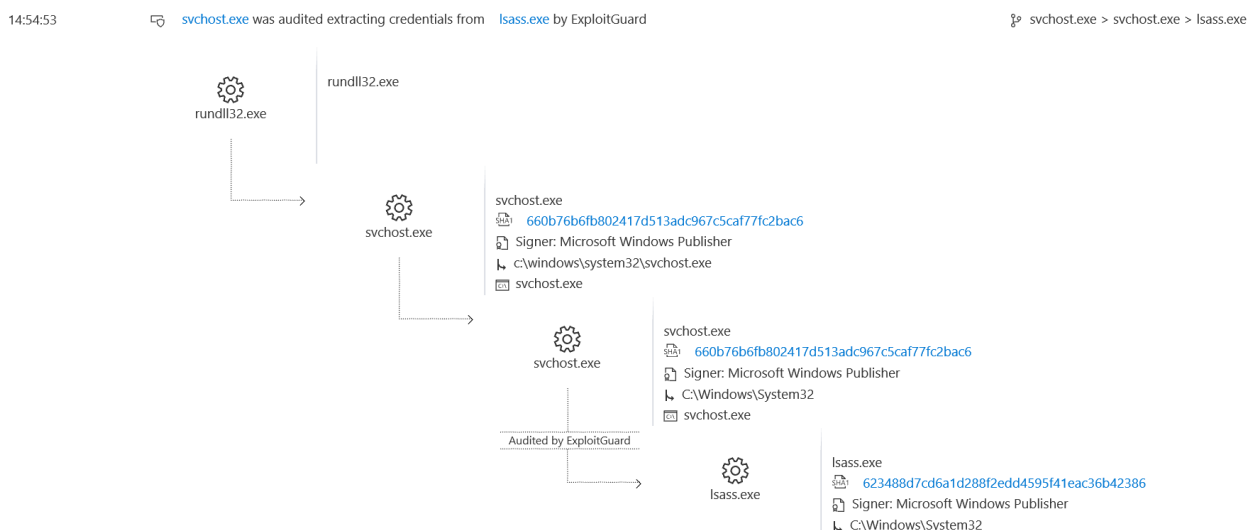 14:54:53 svchost.exe was audited extracting credentials from lsass.exe by ExploitGuard svchost.exe > svchost.exe > lsass.exe
rundll32.exe
rundll32.exe
svchost.exe
svchost.exe
SHA1 660b76b6fb802417d513adc967c5caf77fc2bac6
Signer: Microsoft Windows Publisher
c:\windows\system32\svchost.exe
svchost.exe
svchost.exe
svchost.exe
SHA1 660b76b6fb802417d513adc967c5caf77fc2bac6
Signer: Microsoft Windows Publisher
C:\Windows\System32
svchost.exe
Audited by ExploitGuard
lsass.exe
lsass.exe
SHA1 623488d7cd6a1d288f2edd4595f41eac36b42386
Signer: Microsoft Windows Publisher
C:\Windows\System32